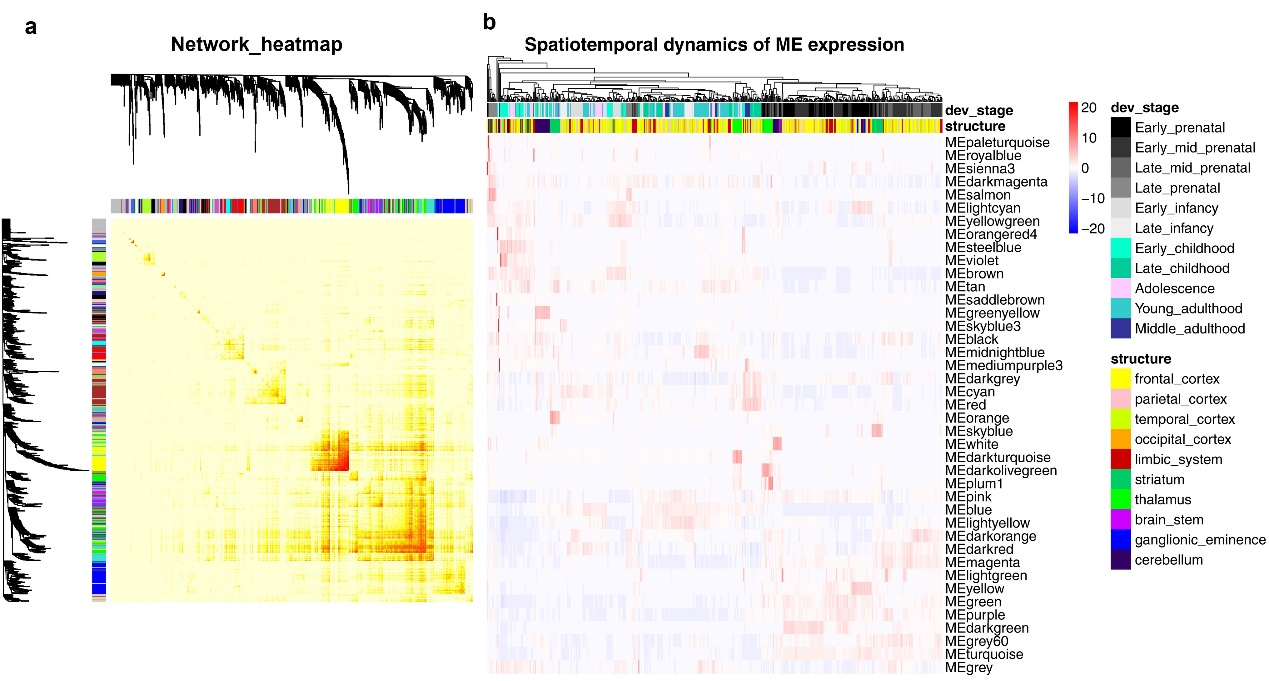 a
Network_heatmap
b
Spatiotemporal dynamics of ME expression
dev_stage
structure
MEpaleturquoise
MEroyalblue
MEsienna3
MEdarkmagenta
MEsalmon
MElightcyan
MEyellowgreen
MEorangered4
MEsteelblue
MEviolet
MEbrown
MEtan
MEsaddlebrown
MEgreenyellow
MEskyblue3
MEblack
MEmidnightblue
MEmediumpurple3
MEdarkgrey
MEcyan
MEred
MEorange
MEskyblue
MEwhite
MEdarkturquoise
MEdarkolivegreen
MEplum1
MEpink
MEblue
MElightyellow
MEdarkorange
MEdarkred
MEmagenta
MElightgreen
MEyellow
MEgreen
MEpurple
MEdarkgreen
MEgrey60
MEturquoise
MEgrey
20
10
0
−10
−20
dev_stage
Early_prenatal
Early_mid_prenatal
Late_mid_prenatal
Late_prenatal
Early_infancy
Late_infancy
Early_childhood
Late_childhood
Adolescence
Young_adulthood
Middle_adulthood
structure
frontal_cortex
parietal_cortex
temporal_cortex
occipital_cortex
limbic_system
striatum
thalamus
brain_stem
ganglionic_eminence
cerebellum